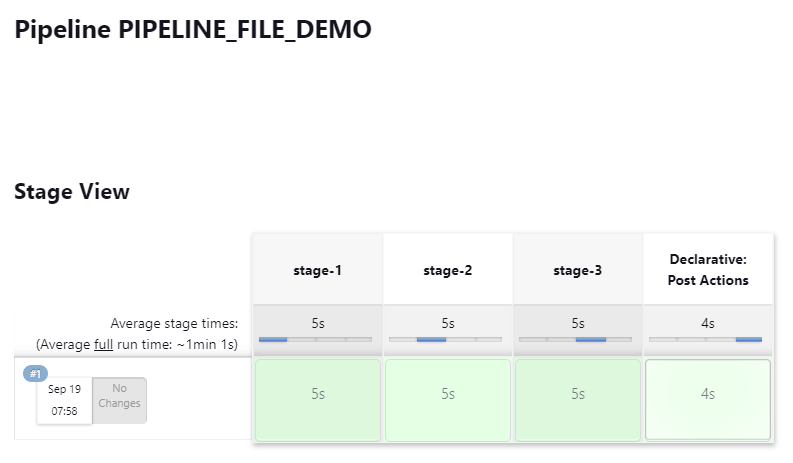 Pipeline PIPELINE_FILE_DEMO
Stage View
stage-1
stage-2
stage-3
Declarative:
Post Actions
Average stage times:
(Average full run time: ~1min 1s)
5s
5s
5s
4s
#1
Sep 19
07:58
No
Changes
5s
5s
5s
4s